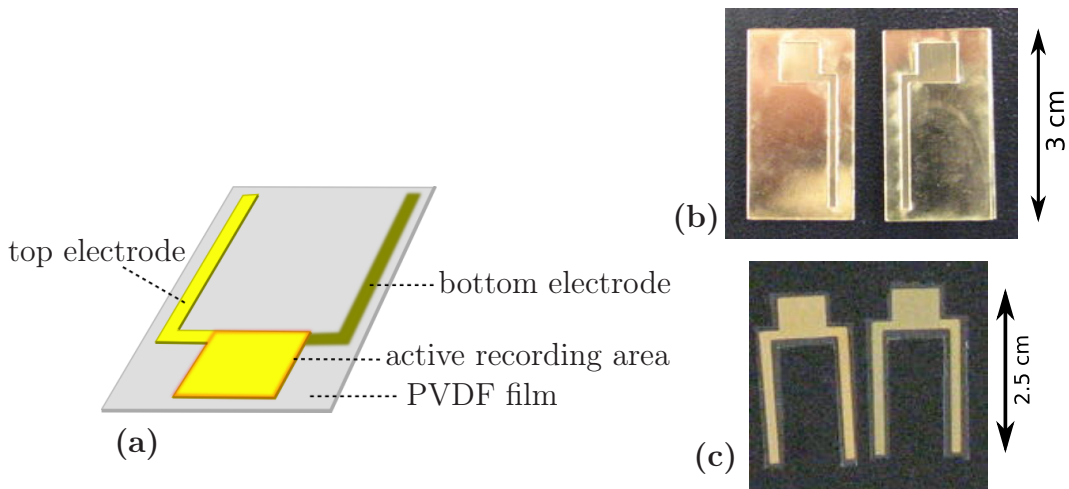 top electrode
bottom electrode
active recording area
PVDF film
(a)
(b)
3 cm
(c)
2.5 cm